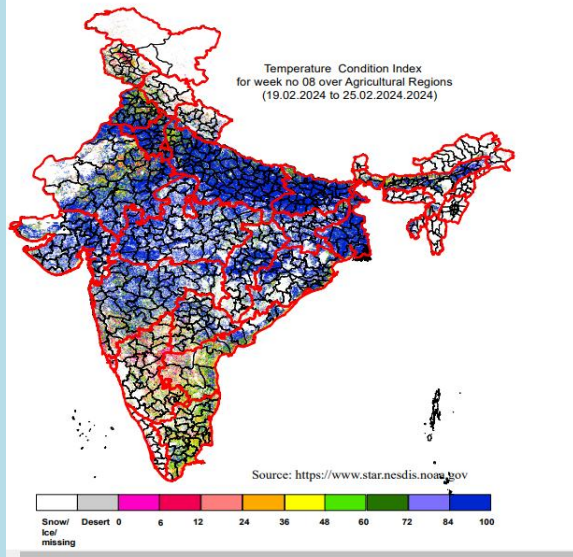 Temperature Condition Index
for week no 08 over Agricultural Regions
(19.02.2024 to 25.02.2024.2024)
Source: https://www.star.nesdis.noaa.gov
Snow/ Desert 0 6 12 24 36 48 60 72 84 100
Ice/
missing